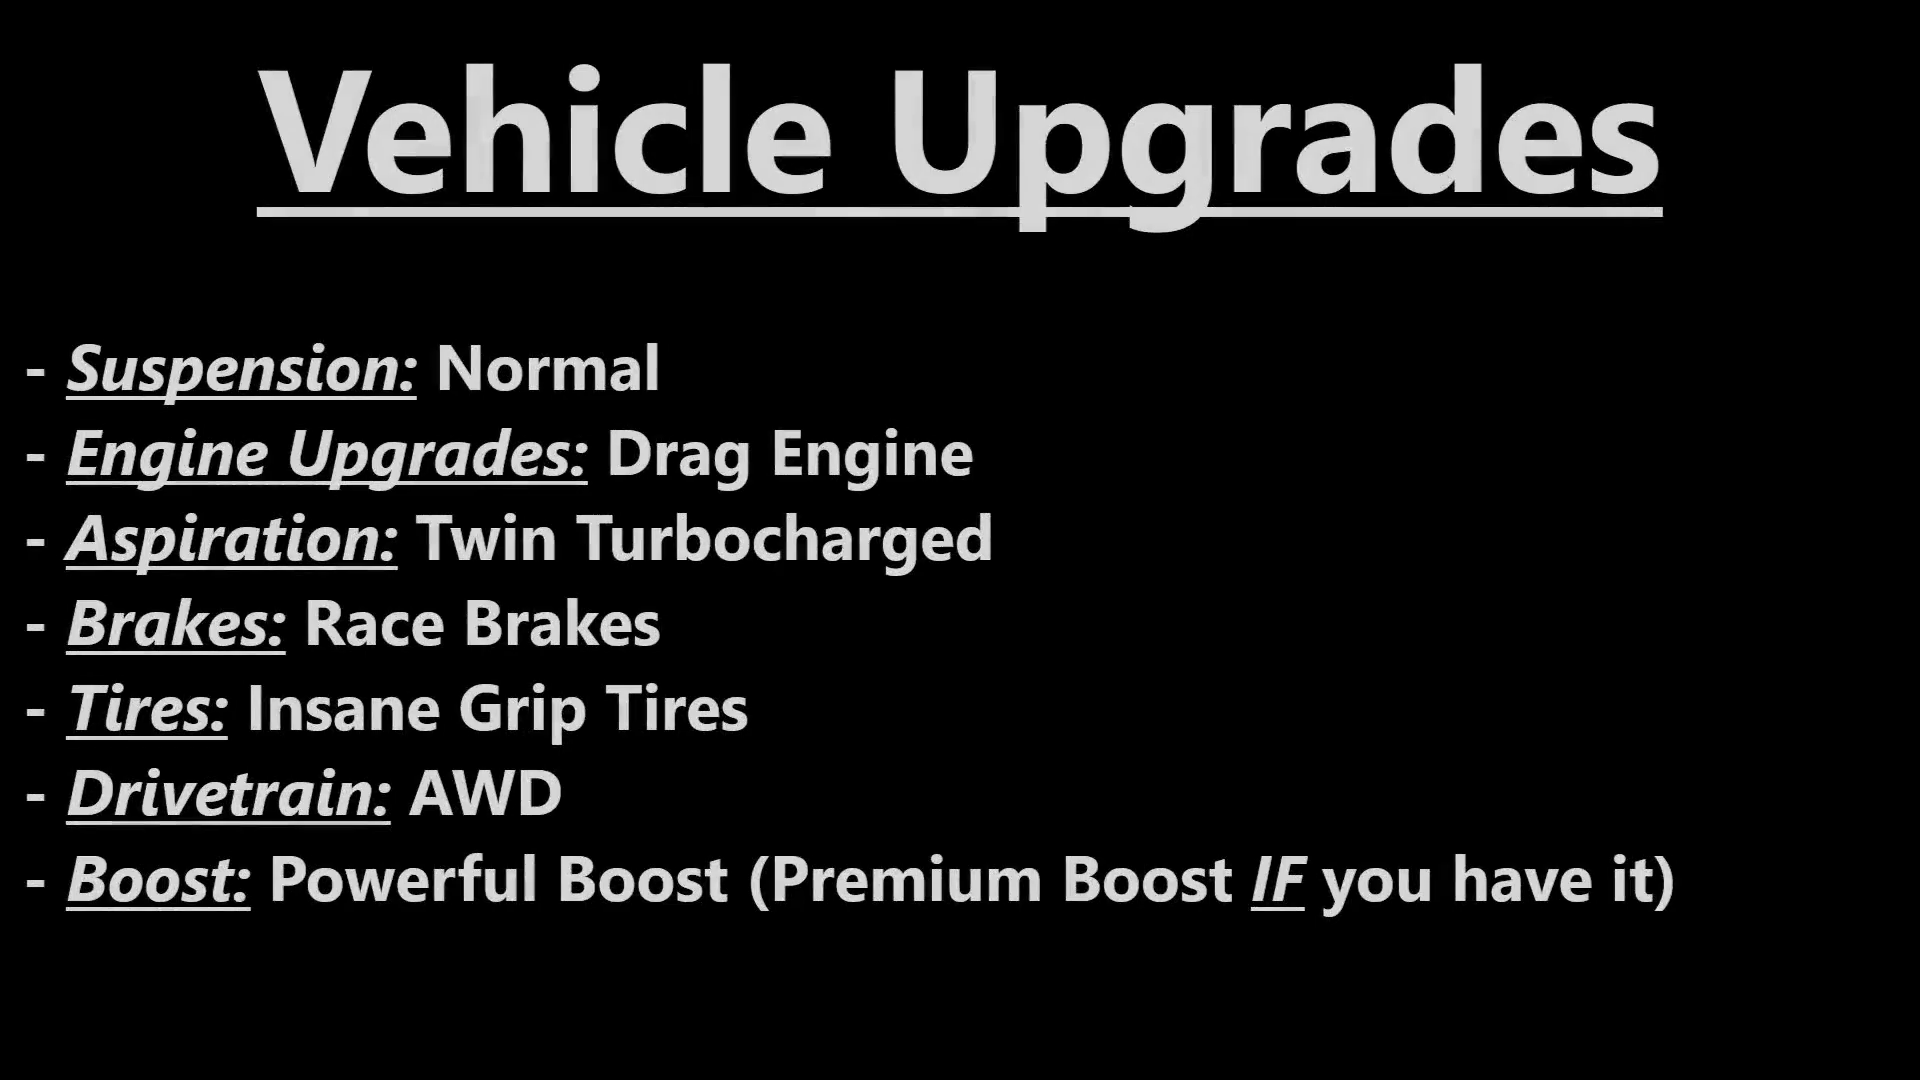 Vehicle Upgrades
- Suspension: Normal
- Engine Upgrades: Drag Engine
- Aspiration: Twin Turbocharged
- Brakes: Race Brakes
- Tires: Insane Grip Tires
- Drivetrain: AWD
- Boost: Powerful Boost (Premium Boost IF you have it)